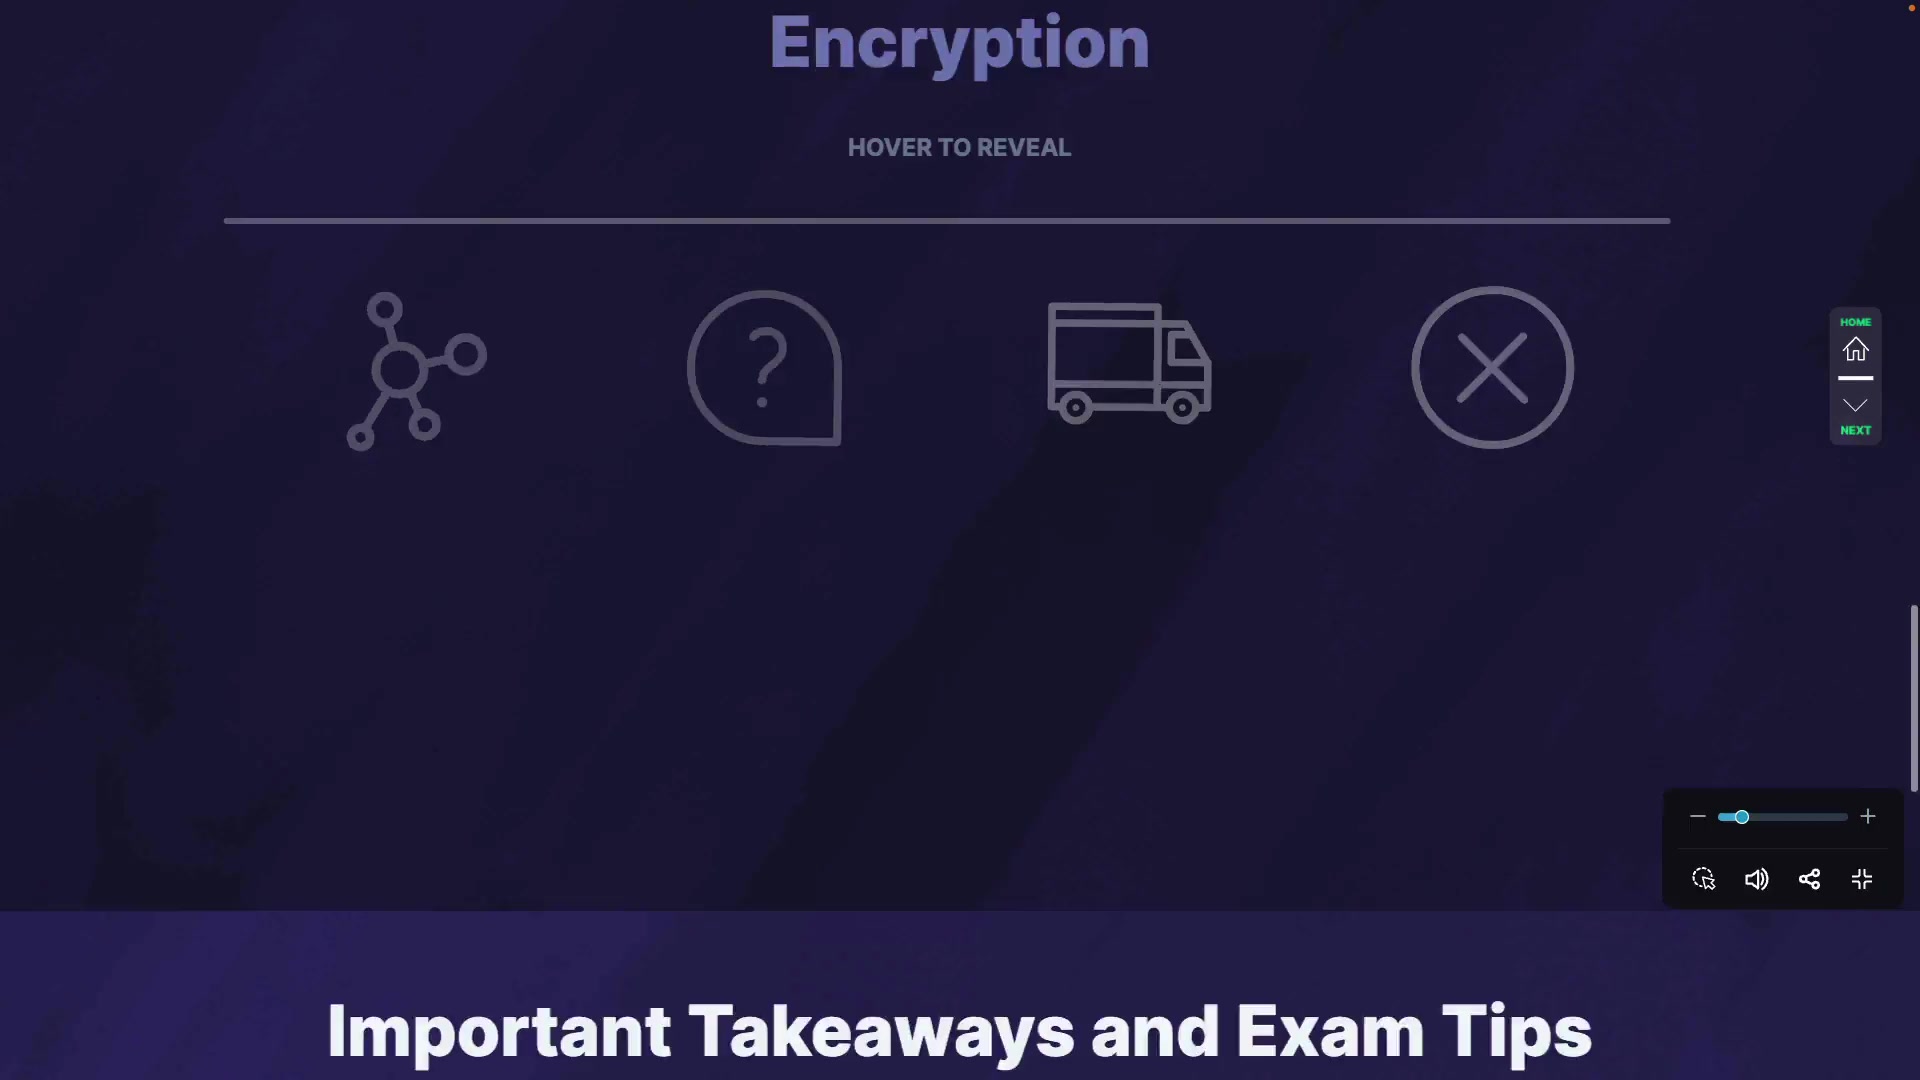 Encryption
HOVER TO REVEAL
HOME
NEXT
Important Takeaways and Exam Tips